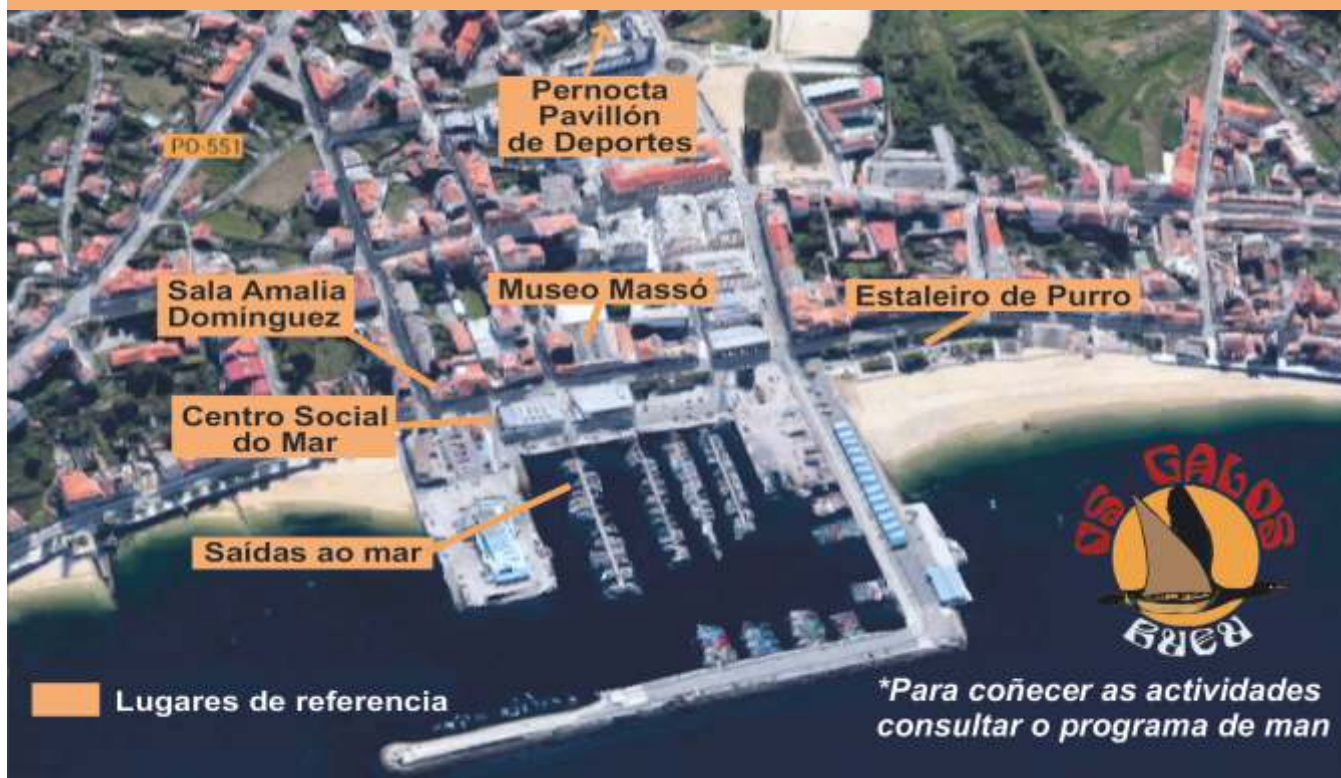 Pernocta
Pavillón
de Deportes
PO-551
Sala Amalia
Domínguez
Museo Massó
Estaleiro de Purro
Centro Social
do Mar
Saídas ao mar
OS GALOS
BUEU
Lugares de referencia
*Para coñecer as actividades
consultar o programa de man